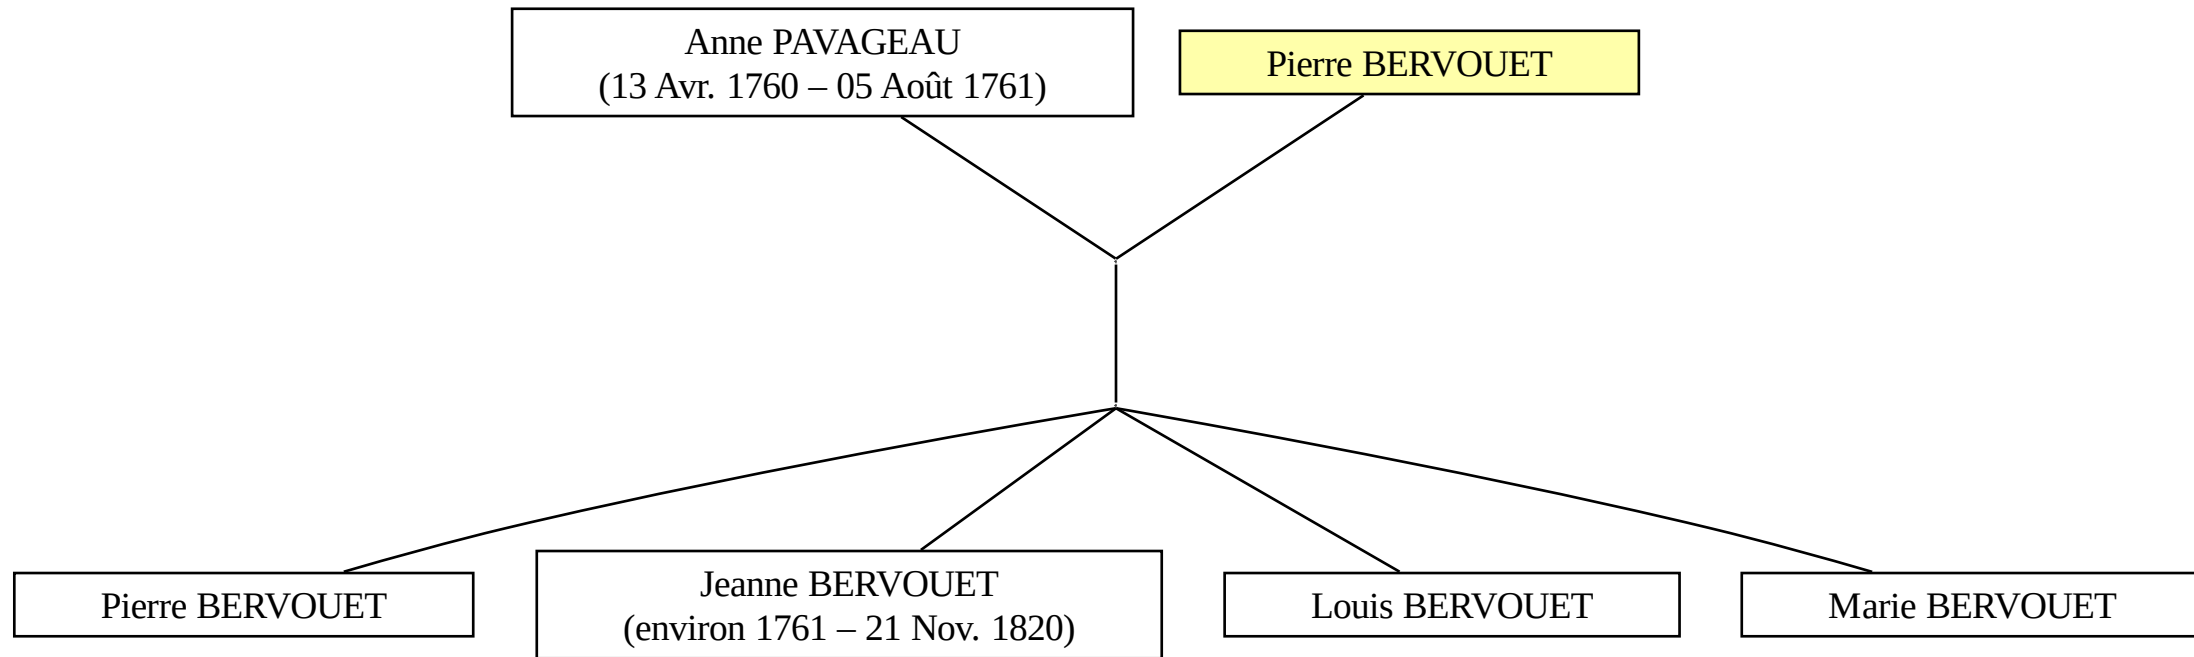 Anne PAVAGEAU
(13 Avr. 1760 – 05 Août 1761)
Pierre BERVOUET
Pierre BERVOUET
Jeanne BERVOUET
(environ 1761 – 21 Nov. 1820)
Louis BERVOUET
Marie BERVOUET